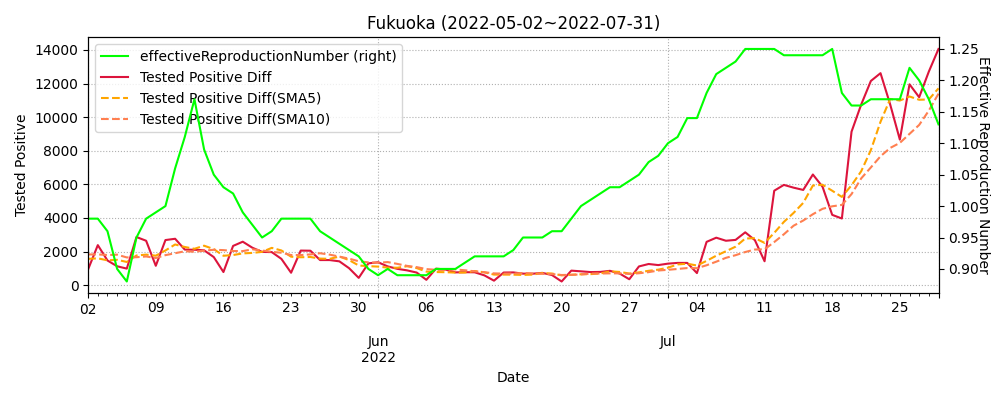 Fukuoka (2022-05-02~2022-07-31)
effectiveReproductionNumber (right)
Tested Positive Diff
Tested Positive Diff(SMA5)
Tested Positive Diff(SMA10)
Tested Positive
14000
12000
10000
8000
6000
4000
2000
0
1.25
1.20
1.15
1.10
1.05
1.00
0.95
0.90
Effective Reproduction Number
02 09 16 23 30 06 13 20 27 04 11 18 25
Jun Jul
2022
Date